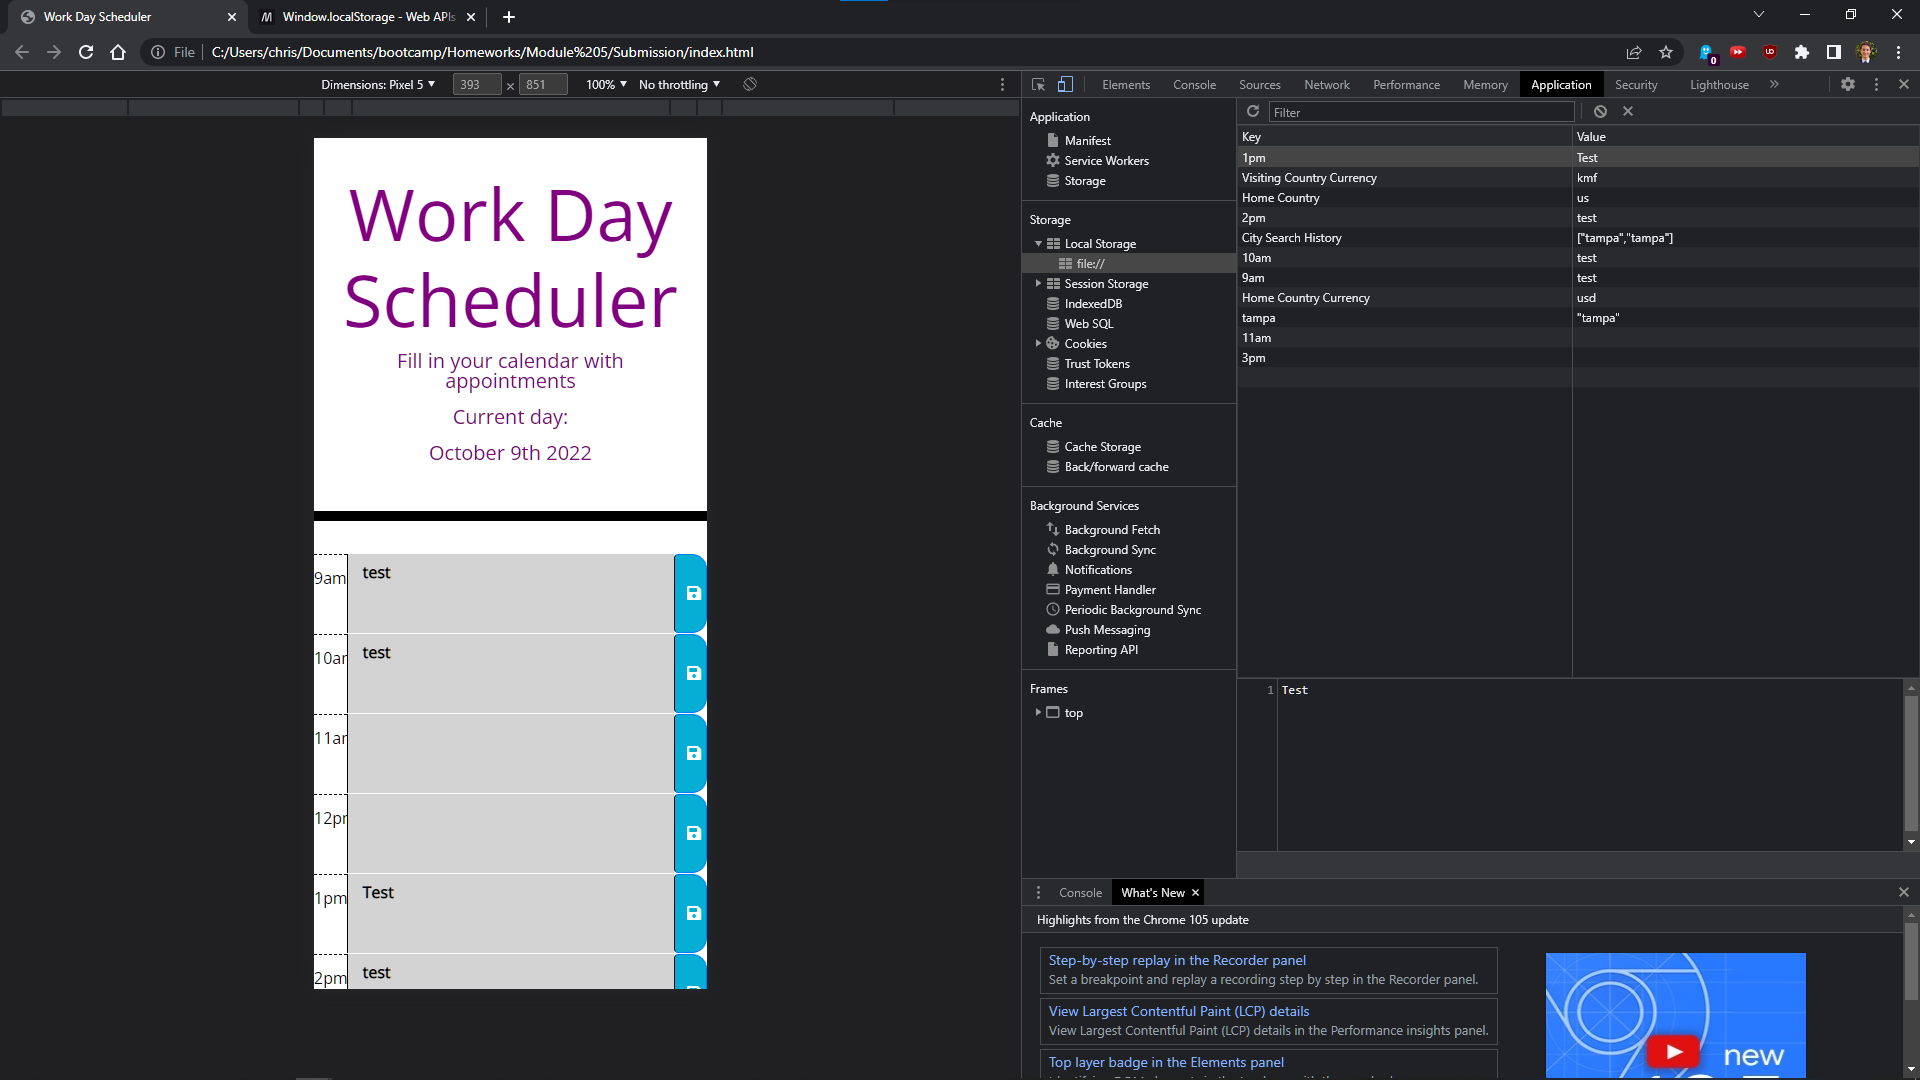 Work Day Scheduler
Window.localStorage - Web APIs
File
C:/Users/chris/Documents/bootcamp/Homeworks/Module%205/Submission/index.html
0
Dimensions: Pixel 5
393 × 851
100%
No throttling
Work Day
Scheduler
Fill in your calendar with
appointments
Current day:
October 9th 2022
9am test
10am test
11am
12pm
1pm Test
2pm test
Elements Console Sources Network Performance Memory Application Security Lighthouse
Application
Manifest
Service Workers
Storage
Storage
Local Storage
file://
Session Storage
IndexedDB
Web SQL
Cookies
Trust Tokens
Interest Groups
Cache
Cache Storage
Back/forward cache
Background Services
Background Fetch
Background Sync
Notifications
Payment Handler
Periodic Background Sync
Push Messaging
Reporting API
Frames
top
Filter
Key Value
1pm Test
Visiting Country Currency kmf
Home Country us
2pm test
City Search History ["tampa","tampa"]
10am test
9am test
Home Country Currency usd
tampa "tampa"
11am
3pm
1 Test
Console What's New
Highlights from the Chrome 105 update
Step-by-step replay in the Recorder panel
Set a breakpoint and replay a recording step by step in the Recorder panel.
View Largest Contentful Paint (LCP) details
View Largest Contentful Paint (LCP) details in the Performance insights panel.
Top layer badge in the Elements panel
new